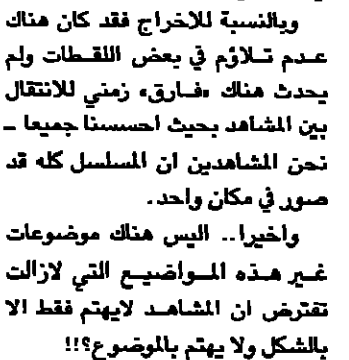 وبالنسبة للاخراج فقد كان هناك
عدم تلاؤم في بعض اللقطات ولم
يحدث هناك «فارق» زمني للانتقال
بين المشاهد بحيث احسسنا جميعا ـ
نحن المشاهدين ان المسلسل كله قد
صور في مكان واحد.
واخيرا.. اليس هناك موضوعات
غير هذه المواضيع التي لازالت
تفترض ان المشاهد لايهتم فقط الا
بالشكل ولا يهتم بالموضوع؟!!